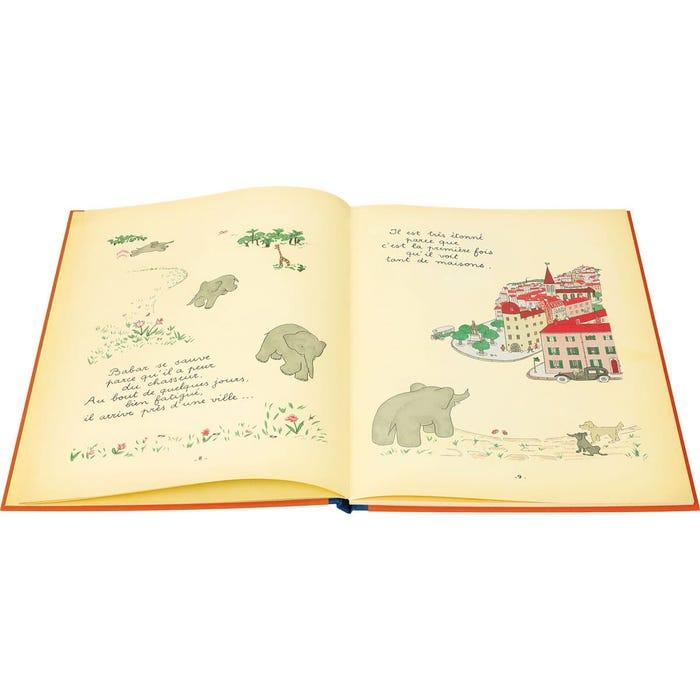 Babar se sauve
parce qu'il a peur
du chasseur.
Au bout de quelques jours,
bien fatigué,
il arrive près d'une ville...
. 8 .
Il est très étonné
parce que
c'est la première fois
qu'il voit
tant de maisons.
. 9 .